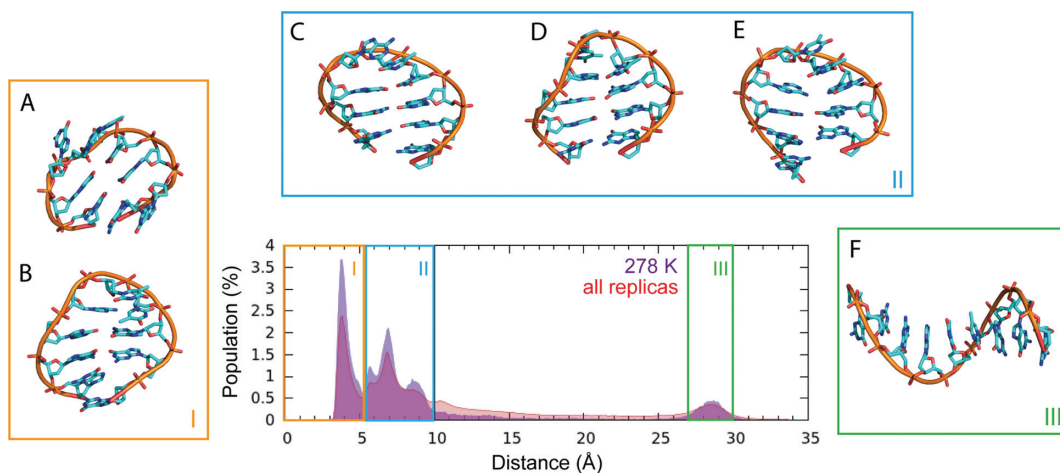 C
D
E
II
A
B
I
Population (%)
4
3.5
3
2.5
2
1.5
1
0.5
0
I
II
278 K
all replicas
III
0
5
10
15
20
25
30
35
Distance (Å)
F
III